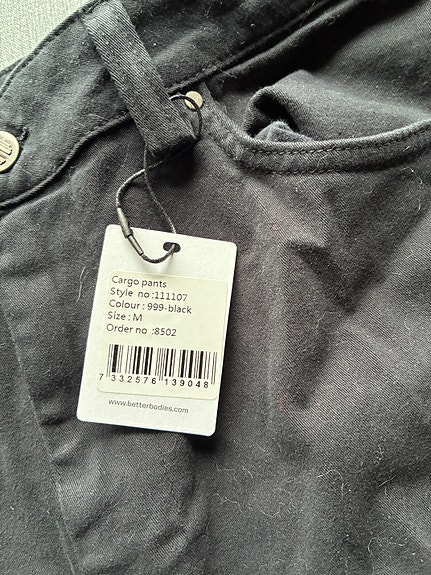 Cargo pants
Style no :111107
Colour : 999-black
Size : M
Order no :8502
7 332576 139048
www.betterbodies.com